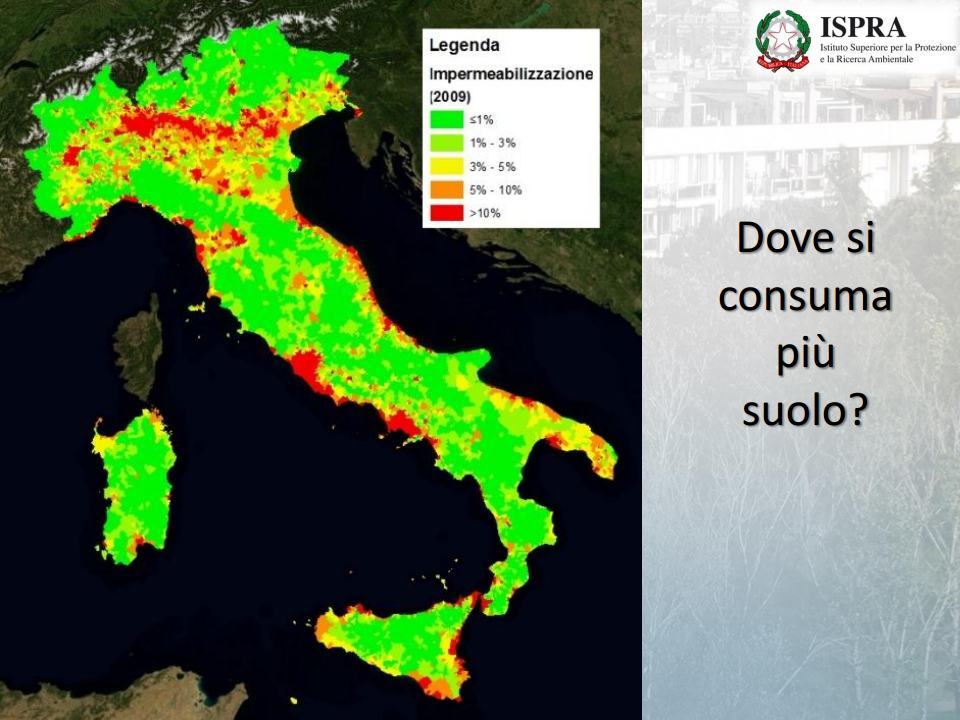 Legenda
Impermeabilizzazione
(2009)
≤1%
1% - 3%
3% - 5%
5% - 10%
>10%
ISPRA
Istituto Superiore per la Protezione
e la Ricerca Ambientale
Dove si
consuma
più
suolo?